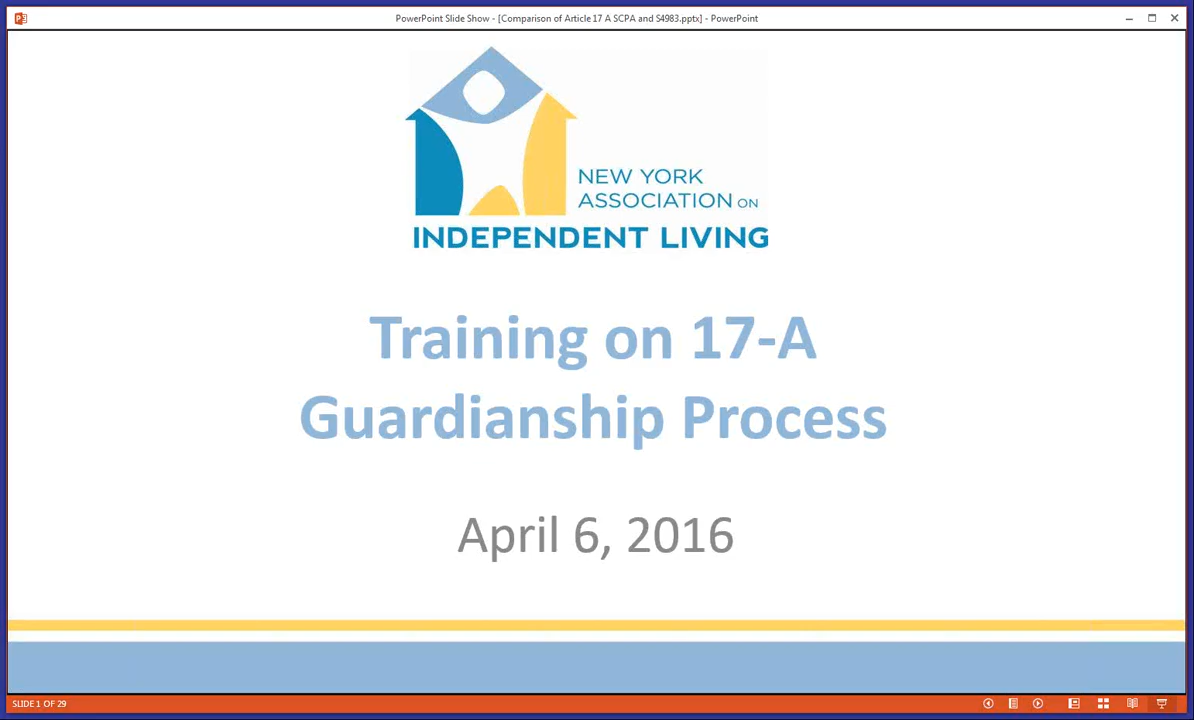 PowerPoint Slide Show - [Comparison of Article 17 A SCPA and S4983.pptx] - PowerPoint
NEW YORK
ASSOCIATION ON
INDEPENDENT LIVING
Training on 17-A
Guardianship Process
April 6, 2016
SLIDE 1 OF 29